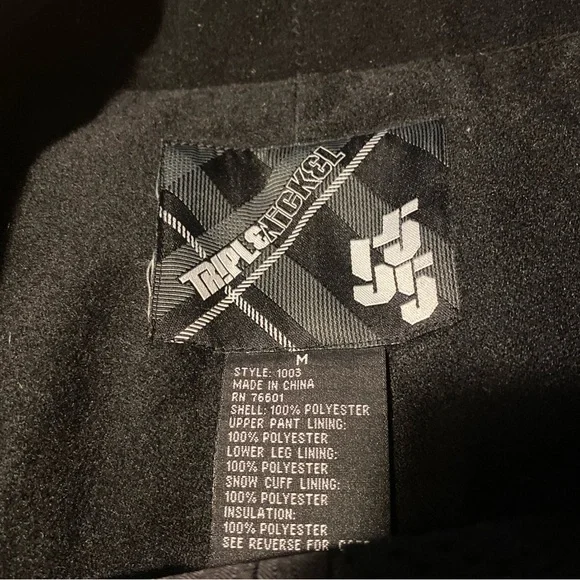 TRIPLE NICKEL
555
M
STYLE: 1003
MADE IN CHINA
RN 76601
SHELL: 100% POLYESTER
UPPER PANT LINING:
100% POLYESTER
LOWER LEG LINING:
100% POLYESTER
SNOW CUFF LINING:
100% POLYESTER
INSULATION:
100% POLYESTER
SEE REVERSE FOR